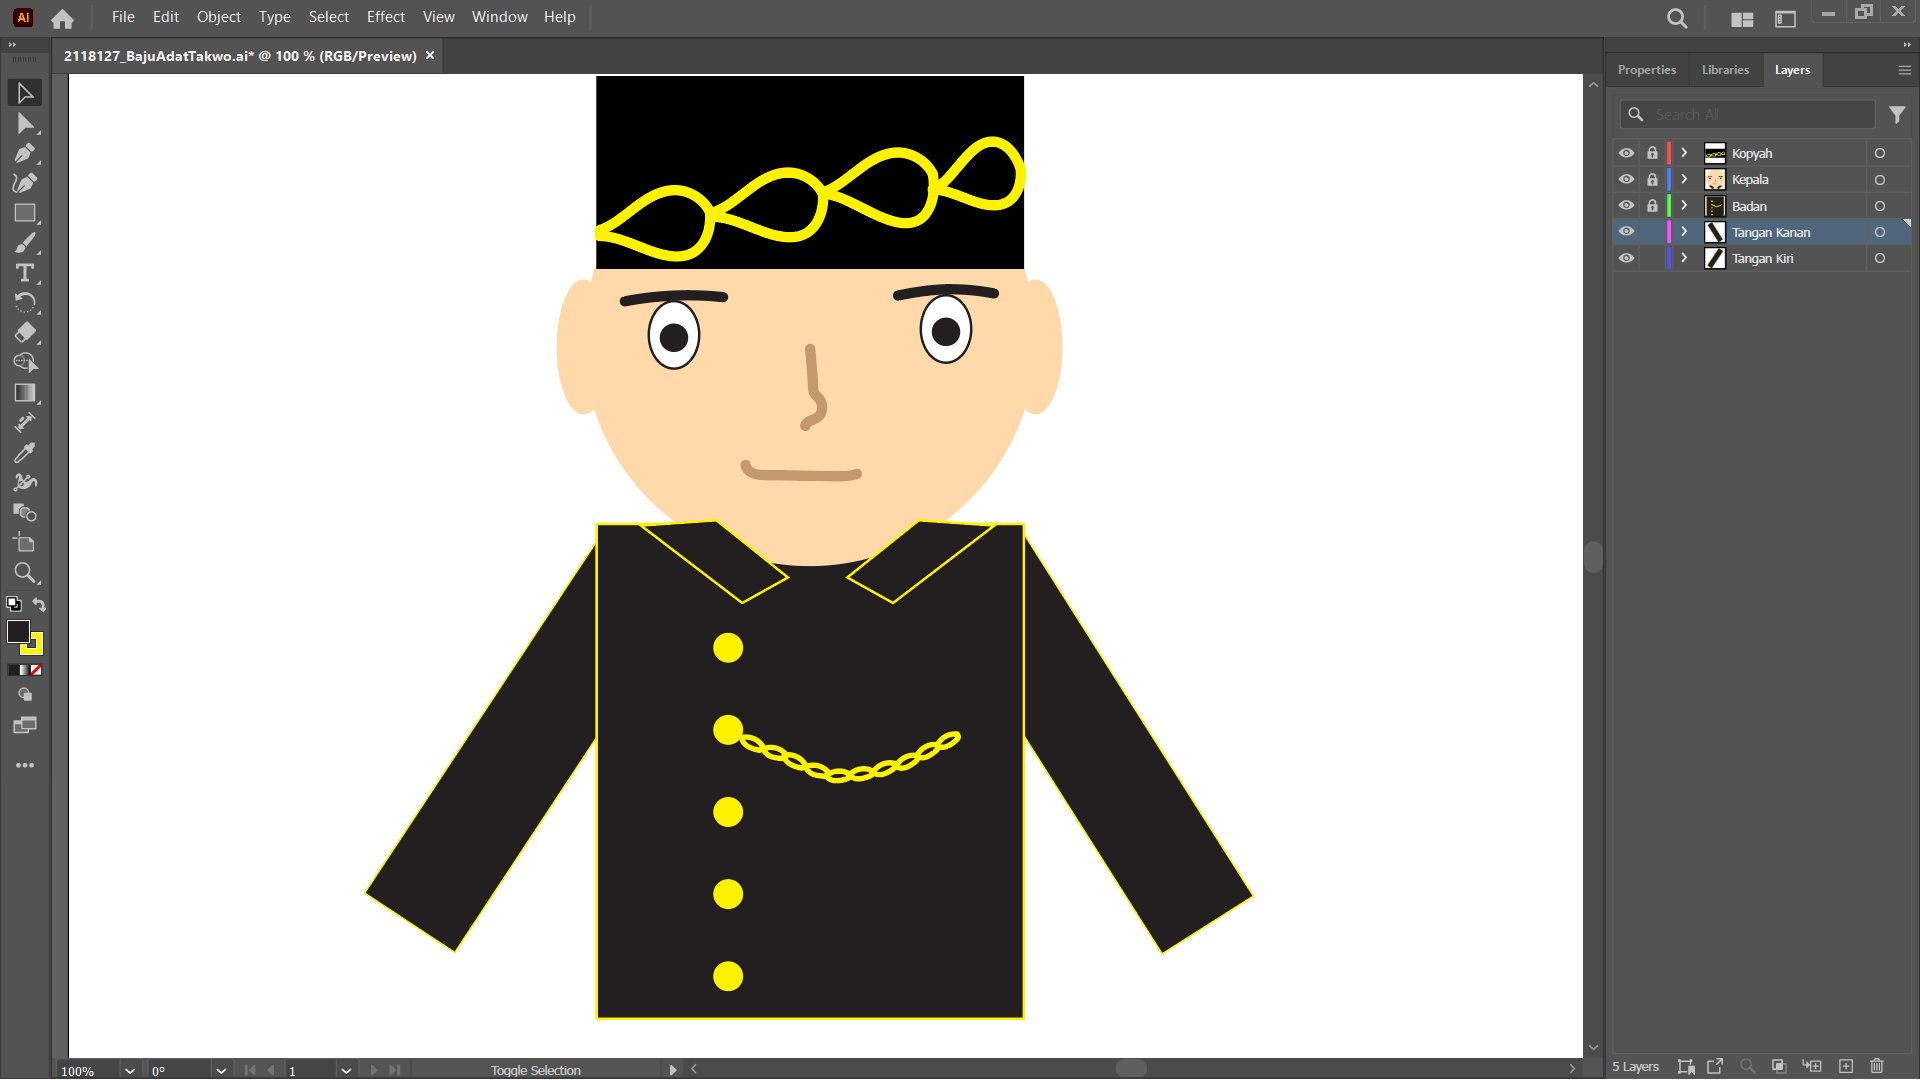 Ai File Edit Object Type Select Effect View Window Help
2118127_BajuAdatTakwo.ai* @ 100 % (RGB/Preview) ×
Properties Libraries Layers
Search All
Kopyah
Kepala
Badan
Tangan Kanan
Tangan Kiri
100% 0° 1 Toggle Selection
5 Layers